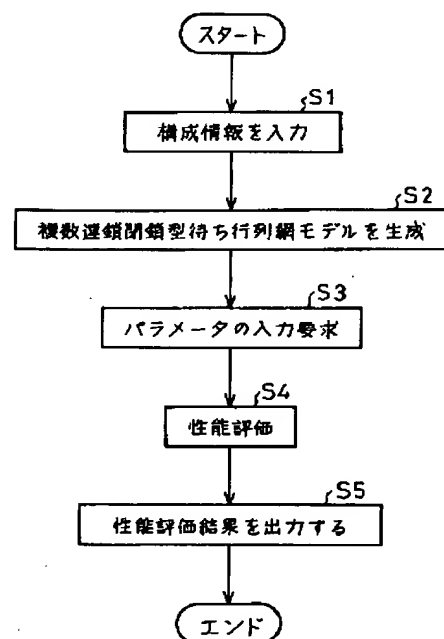 スタート
S1
構成情報を入力
S2
複数連鎖閉鎖型待ち行列網モデルを生成
S3
パラメータの入力要求
S4
性能評価
S5
性能評価結果を出力する
エンド